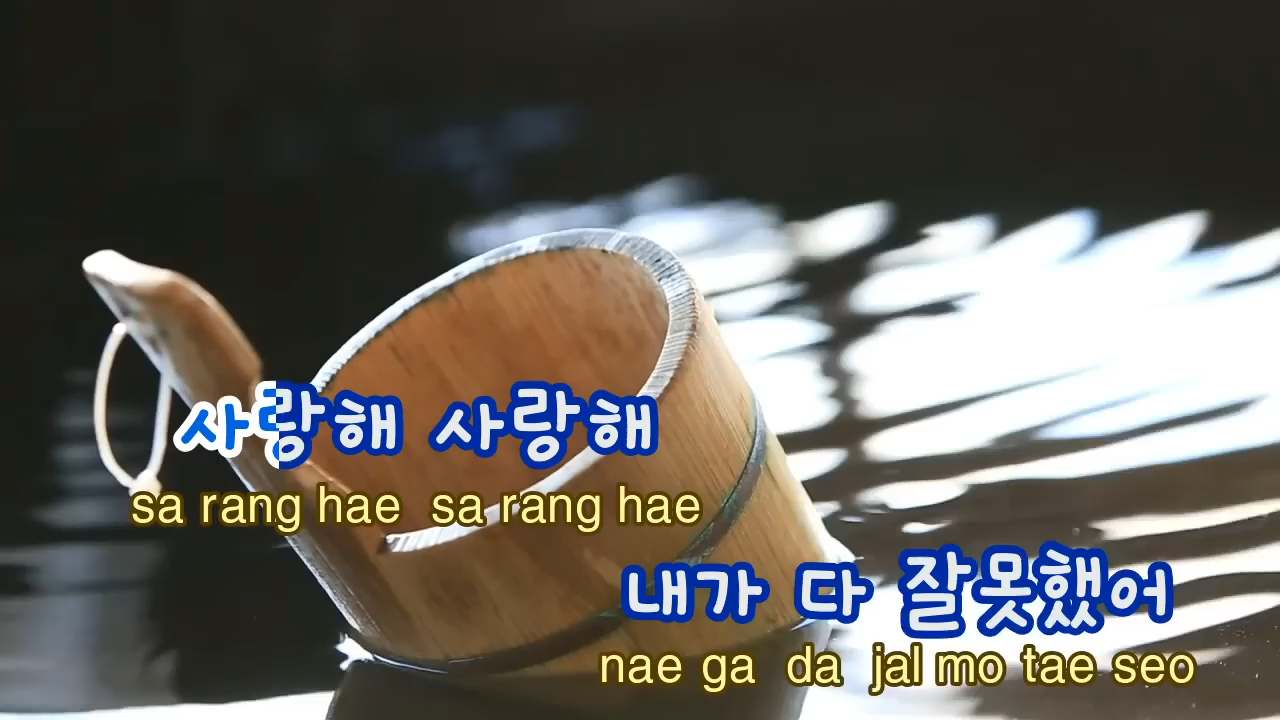 사랑해 사랑해
sa rang hae sa rang hae
내가 다 잘못했어
nae ga da jal mo tae seo